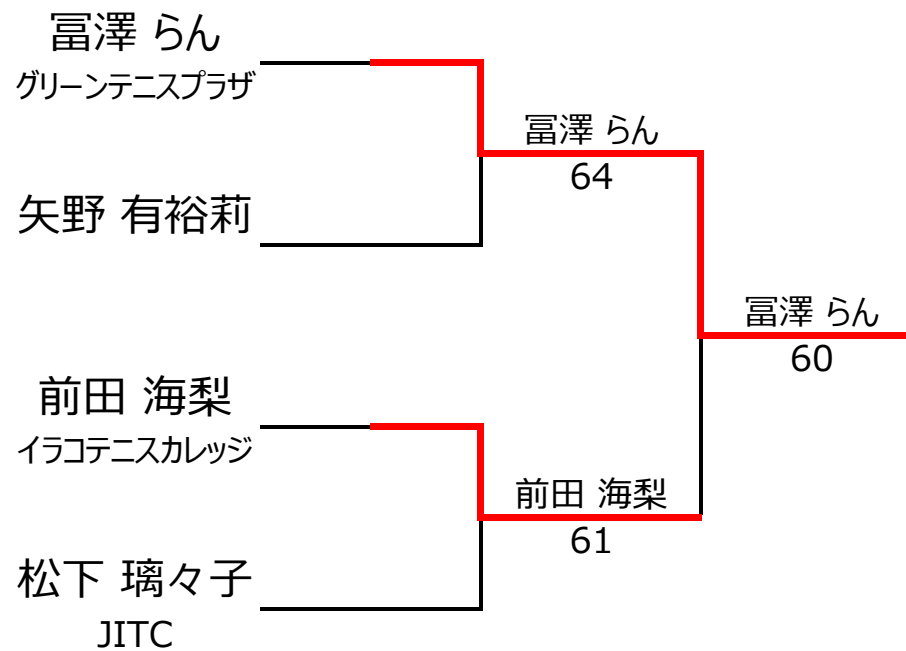 冨澤 らん
グリーンテニスプラザ
冨澤 らん
64
矢野 有裕莉
冨澤 らん
60
前田 海梨
イラコテニスカレッジ
前田 海梨
61
松下 璃々子
JITC